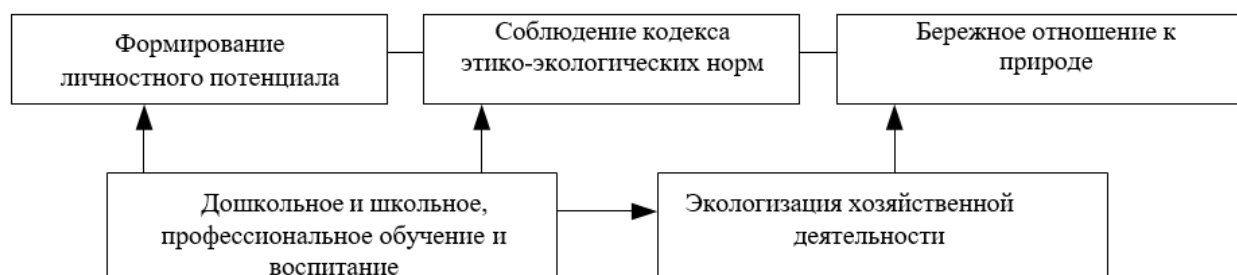 Формирование
личностного потенциала
Соблюдение кодекса
этико-экологических норм
Бережное отношение к
природе
Дошкольное и школьное,
профессиональное обучение и
воспитание
Экологизация хозяйственной
деятельности